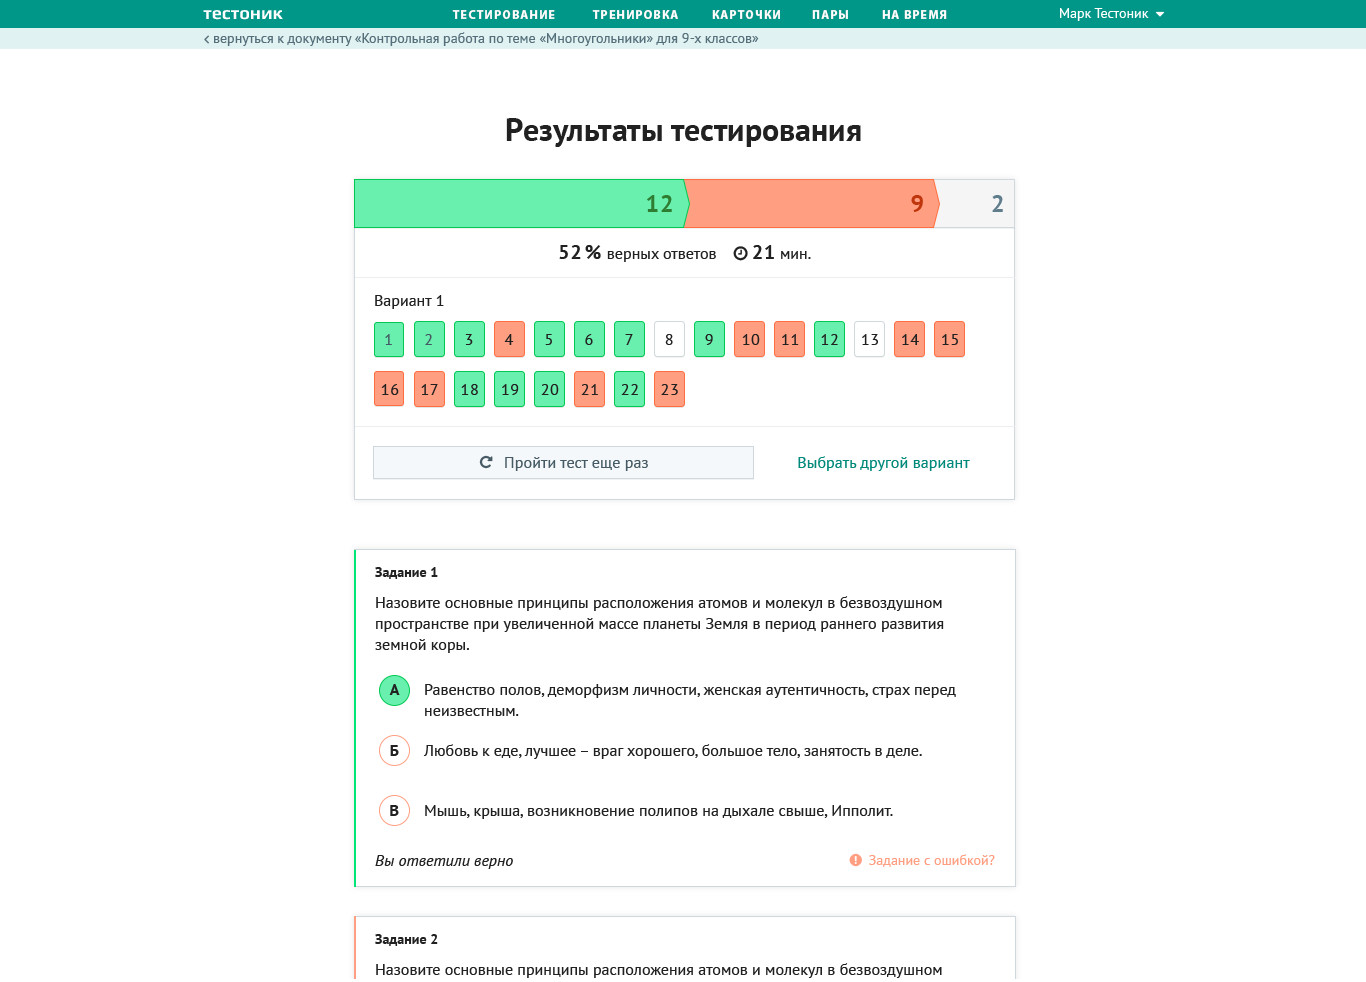 тестоник ТЕСТИРОВАНИЕ ТРЕНИРОВКА КАРТОЧКИ ПАРЫ НА ВРЕМЯ Марк Тестоник
вернуться к документу «Контрольная работа по теме «Многоугольники» для 9-х классов»
Результаты тестирования
12 9 2
52 % верных ответов 21 мин.
Вариант 1
1 2 3 4 5 6 7 8 9 10 11 12 13 14 15
16 17 18 19 20 21 22 23
Пройти тест еще раз Выбрать другой вариант
Задание 1
Назовите основные принципы расположения атомов и молекул в безвоздушном
пространстве при увеличенной массе планеты Земля в период раннего развития
земной коры.
А Равенство полов, деморфизм личности, женская аутентичность, страх перед
неизвестным.
Б Любовь к еде, лучшее – враг хорошего, большое тело, занятость в деле.
В Мышь, крыша, возникновение полипов на дыхале свыше, Ипполит.
Вы ответили верно Задание с ошибкой?
Задание 2
Назовите основные принципы расположения атомов и молекул в безвоздушном